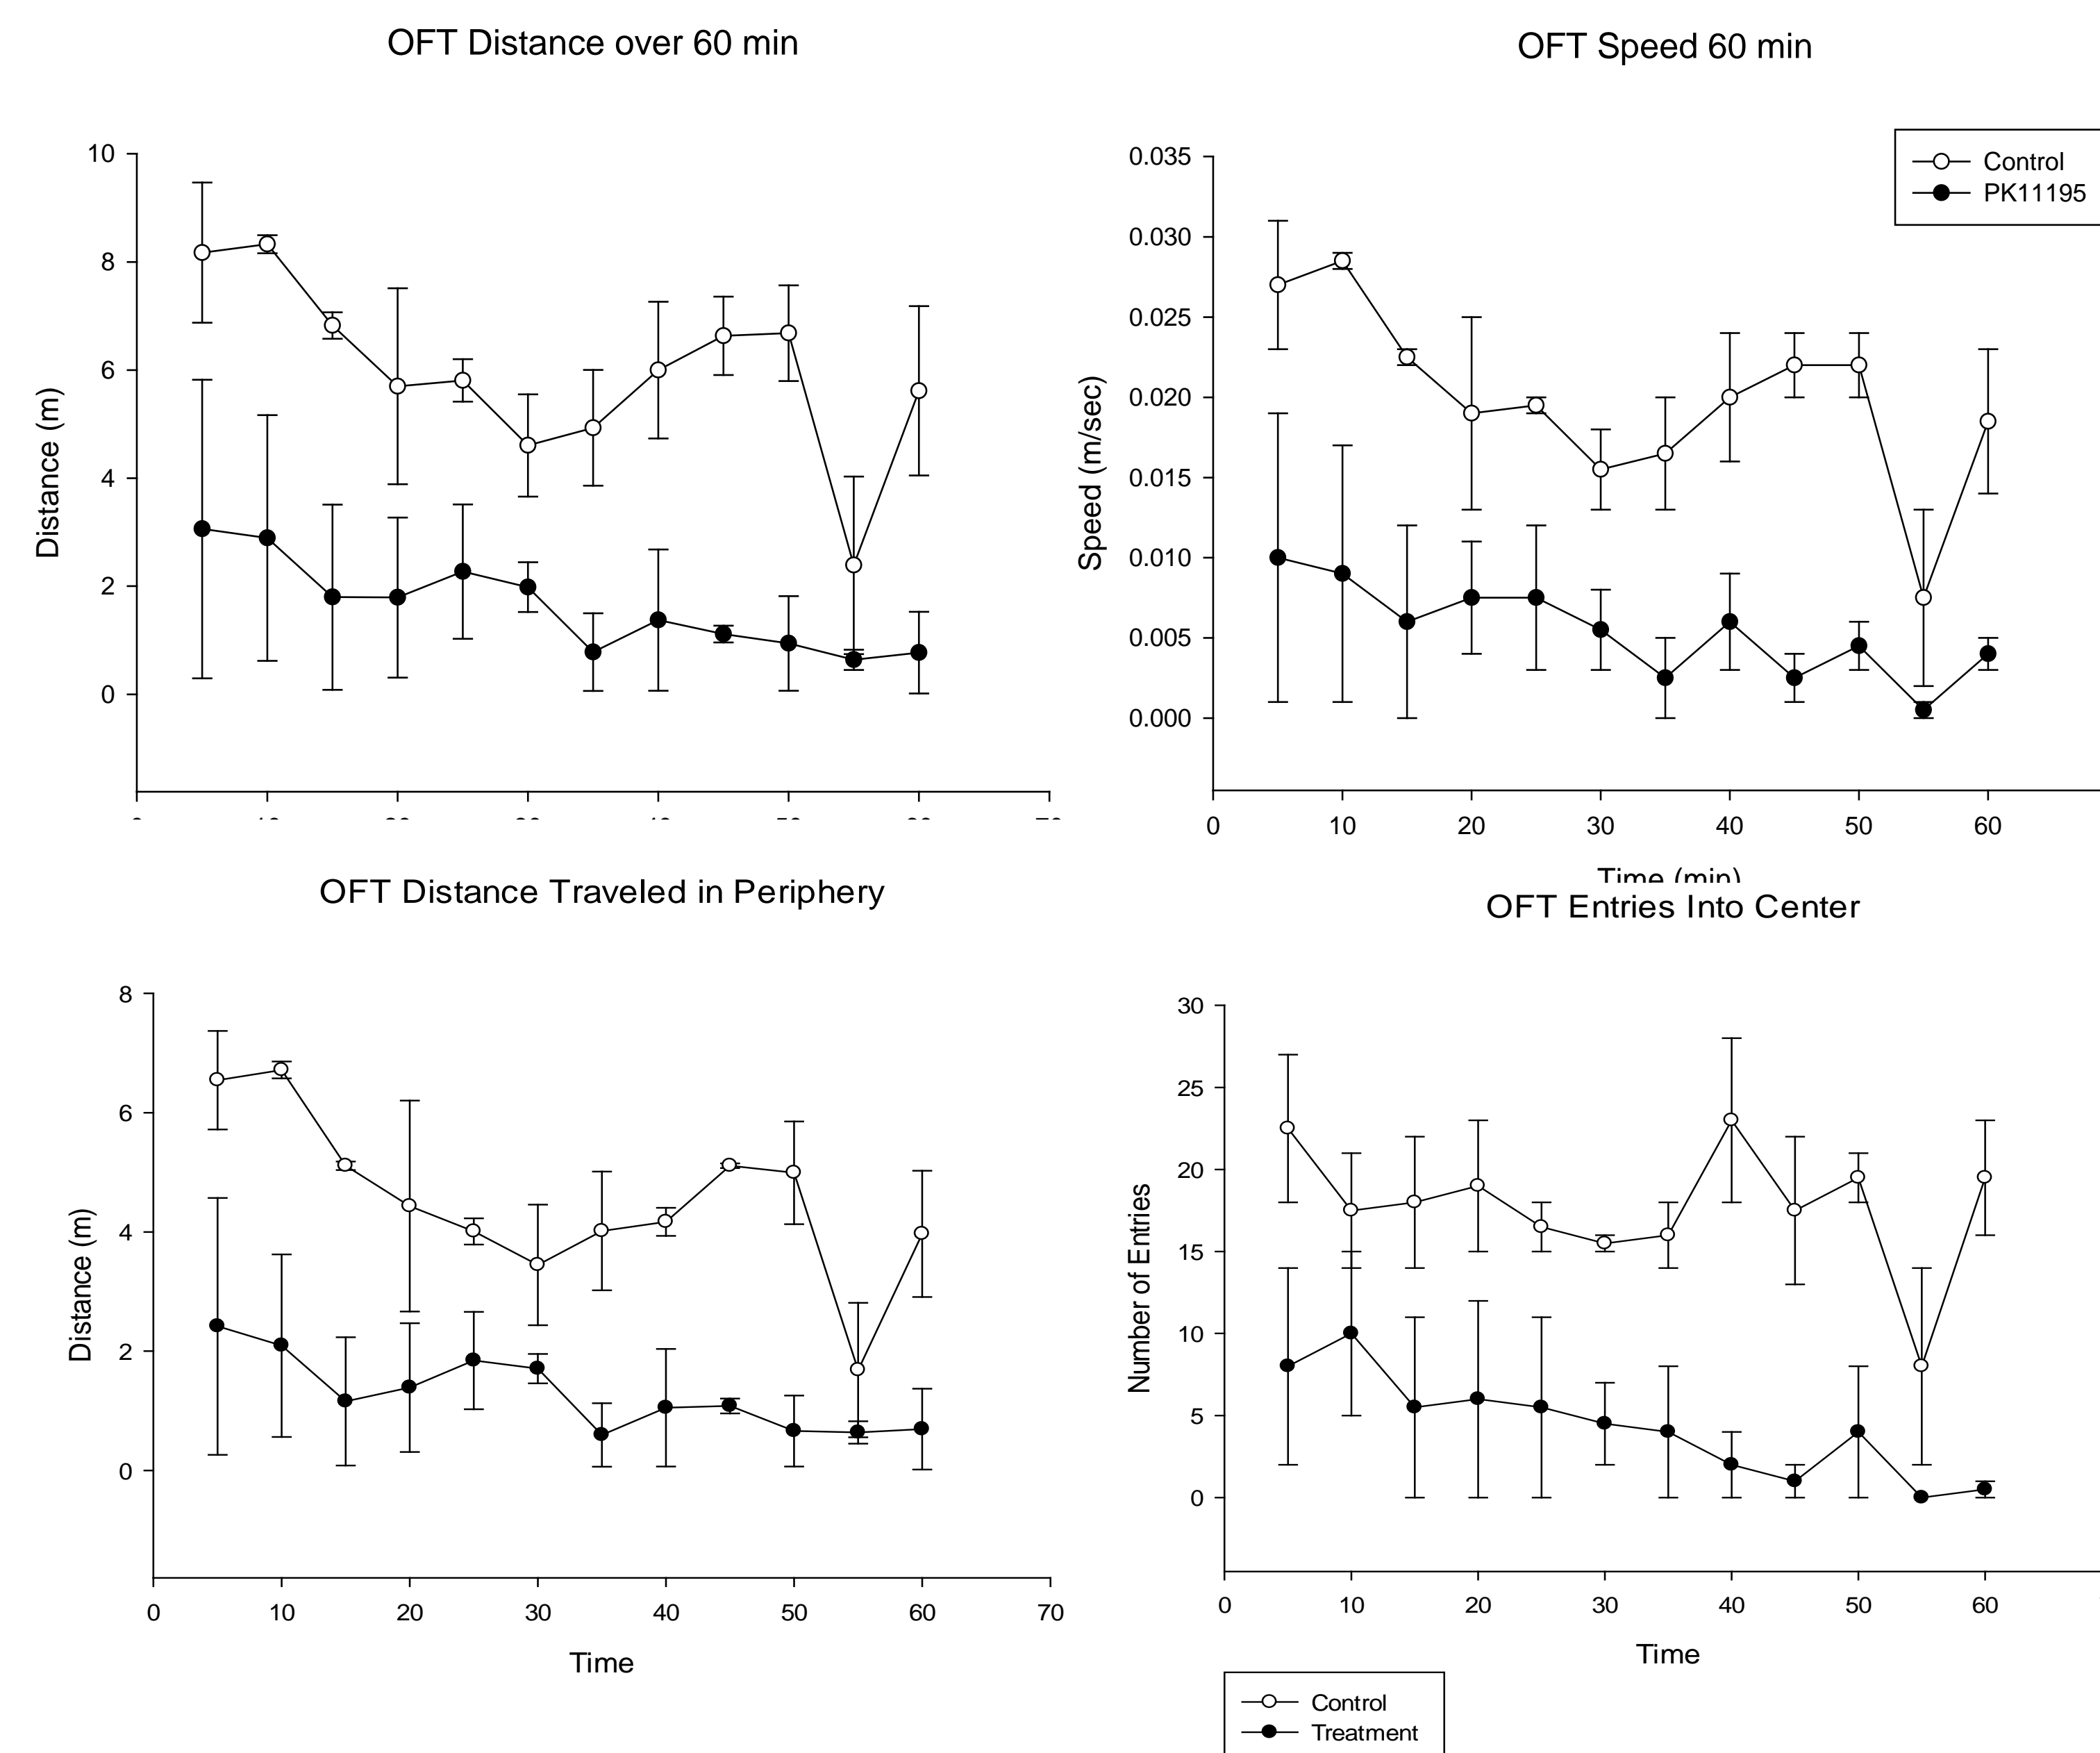 OFT Distance over 60 min
10
8
6
4
2
0
Distance (m)
OFT Speed 60 min
Control
PK11195
0.035
0.030
0.025
0.020
0.015
0.010
0.005
0.000
Speed (m/sec)
0 10 20 30 40 50 60
Time (min)
OFT Distance Traveled in Periphery
8
6
4
2
0
Distance (m)
0 10 20 30 40 50 60 70
Time
OFT Entries Into Center
30
25
20
15
10
5
0
Number of Entries
0 10 20 30 40 50 60
Time
Control
Treatment